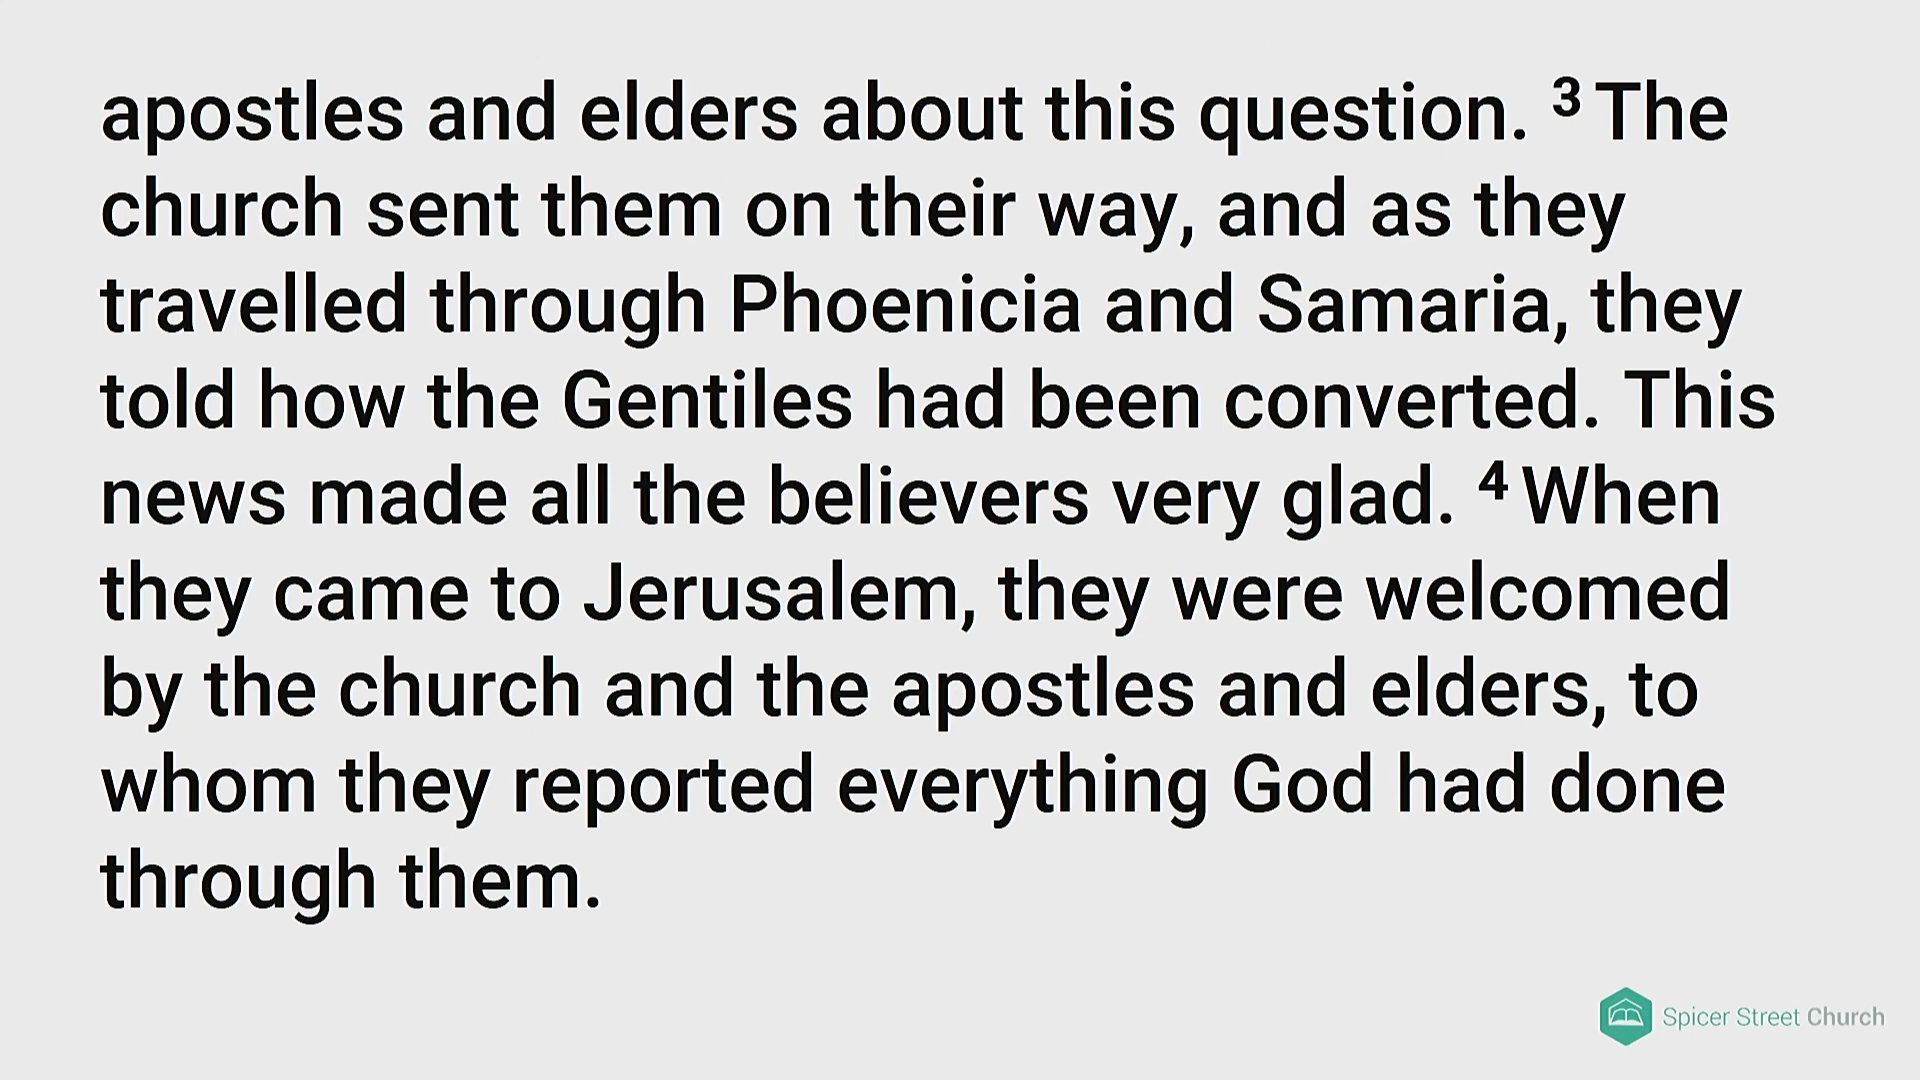 apostles and elders about this question. ³ The
church sent them on their way, and as they
travelled through Phoenicia and Samaria, they
told how the Gentiles had been converted. This
news made all the believers very glad. ⁴ When
they came to Jerusalem, they were welcomed
by the church and the apostles and elders, to
whom they reported everything God had done
through them.
Spicer Street Church